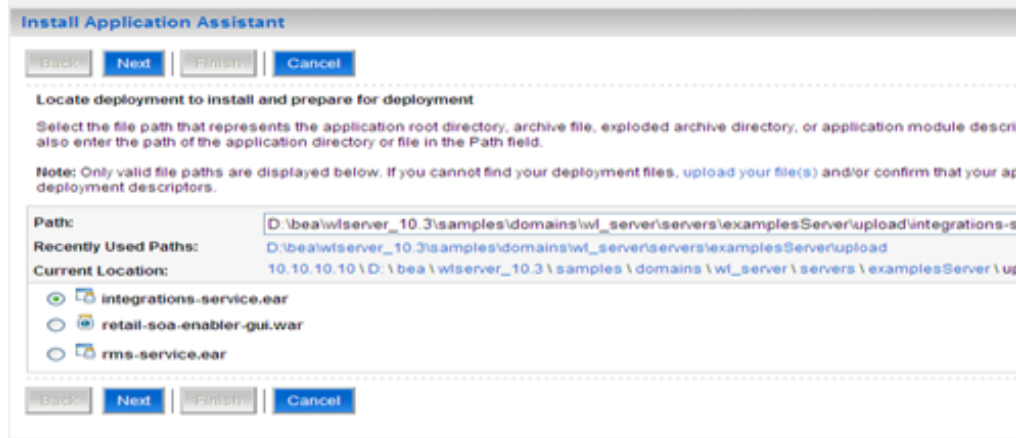 Install Application Assistant
Back Next Finish Cancel
Locate deployment to install and prepare for deployment
Select the file path that represents the application root directory, archive file, exploded archive directory, or application module descri
also enter the path of the application directory or file in the Path field.
Note: Only valid file paths are displayed below. If you cannot find your deployment files, upload your file(s) and/or confirm that your ap
deployment descriptors.
Path: D:\bea\wlserver_10.3\samples\domains\wl_server\servers\examplesServer\upload\integrations-s
Recently Used Paths: D:\bea\wlserver_10.3\samples\domains\wl_server\servers\examplesServer\upload
Current Location: 10.10.10.10 \ D: \ bea \ wlserver_10.3 \ samples \ domains \ wl_server \ servers \ examplesServer \ up
integrations-service.ear
retail-soa-enabler-gui.war
rms-service.ear
Back Next Finish Cancel